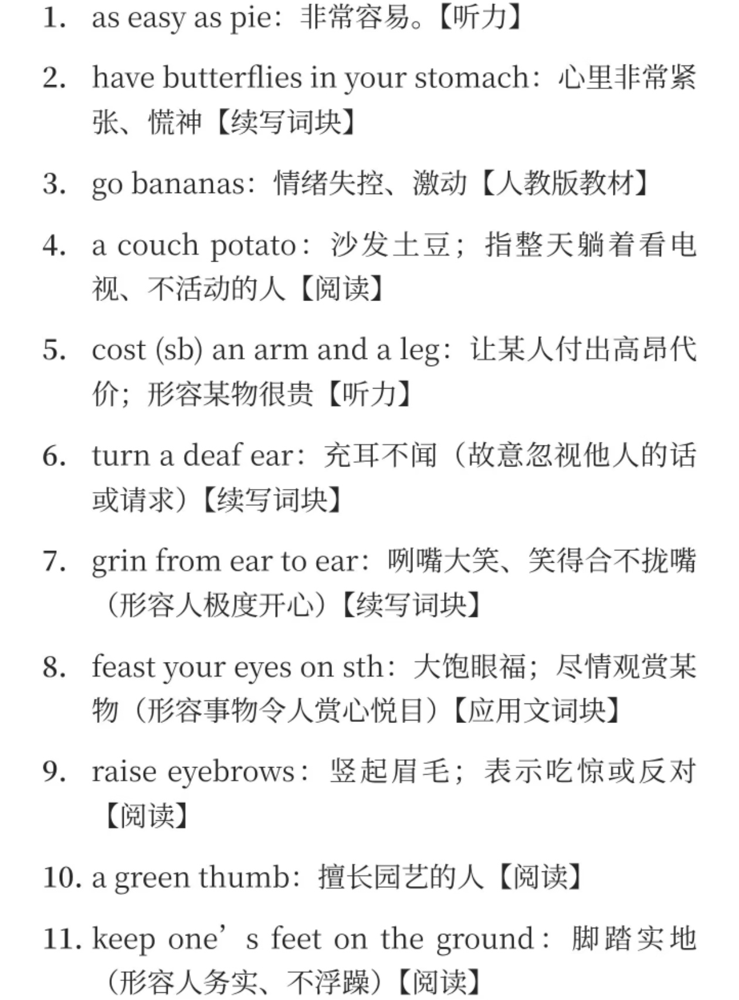 1. as easy as pie：非常容易。【听力】
2. have butterflies in your stomach：心里非常紧
张、慌神【续写词块】
3. go bananas：情绪失控、激动【人教版教材】
4. a couch potato：沙发土豆；指整天躺着看电
视、不活动的人【阅读】
5. cost (sb) an arm and a leg：让某人付出高昂代
价；形容某物很贵【听力】
6. turn a deaf ear：充耳不闻（故意忽视他人的话
或请求）【续写词块】
7. grin from ear to ear：咧嘴大笑、笑得合不拢嘴
（形容人极度开心）【续写词块】
8. feast your eyes on sth：大饱眼福；尽情观赏某
物（形容事物令人赏心悦目）【应用文词块】
9. raise eyebrows：竖起眉毛；表示吃惊或反对
【阅读】
10. a green thumb：擅长园艺的人【阅读】
11. keep one’s feet on the ground：脚踏实地
（形容人务实、不浮躁）【阅读】